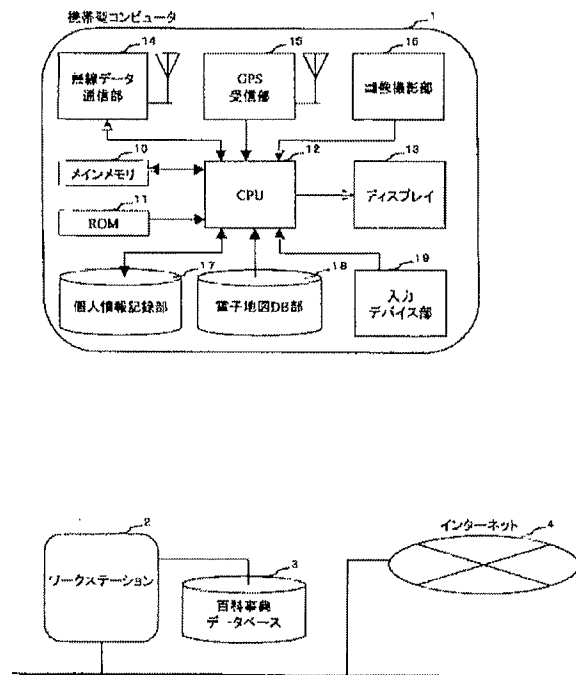 携帯型コンピュータ
1
14
無線データ
通信部
15
GPS
受信部
16
画像撮影部
10
メインメモリ
12
CPU
13
ディスプレイ
11
ROM
17
個人情報記録部
18
電子地図DB部
19
入力
デバイス部
2
ワークステーション
3
百科事典
データベース
インターネット
4